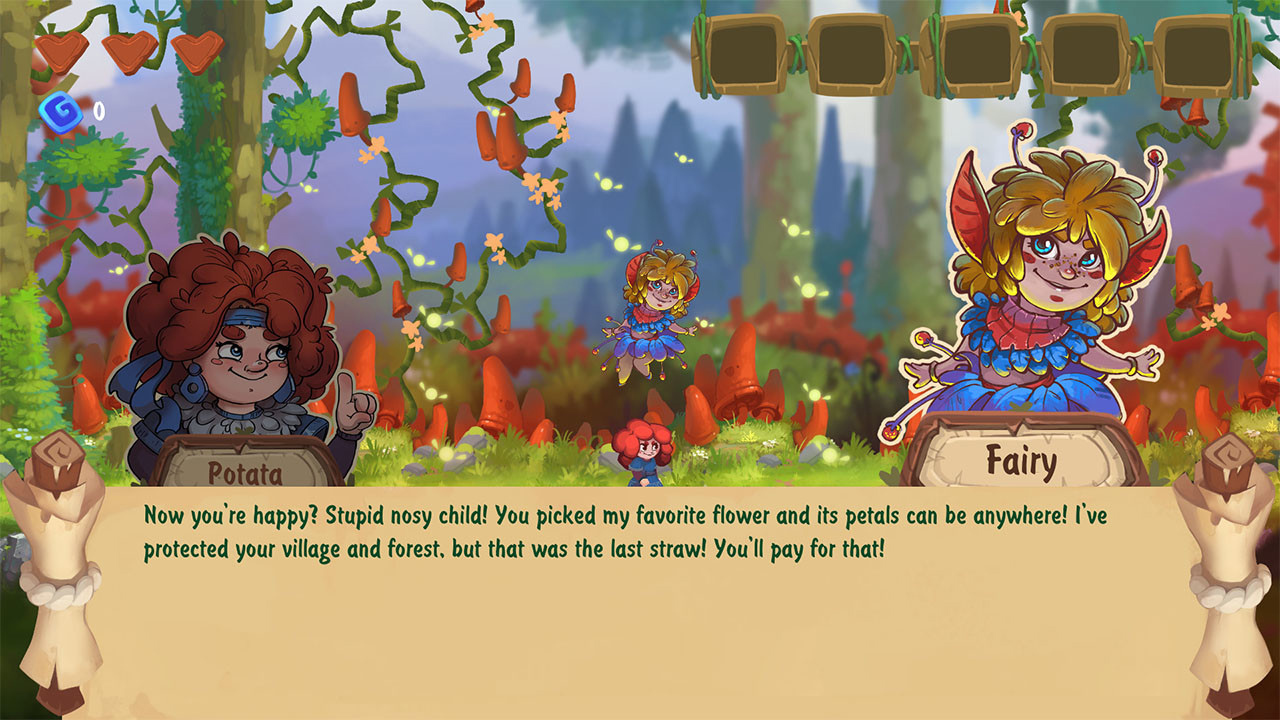 0
Potata
Fairy
Now you're happy? Stupid nosy child! You picked my favorite flower and its petals can be anywhere! I've
protected your village and forest, but that was the last straw! You'll pay for that!